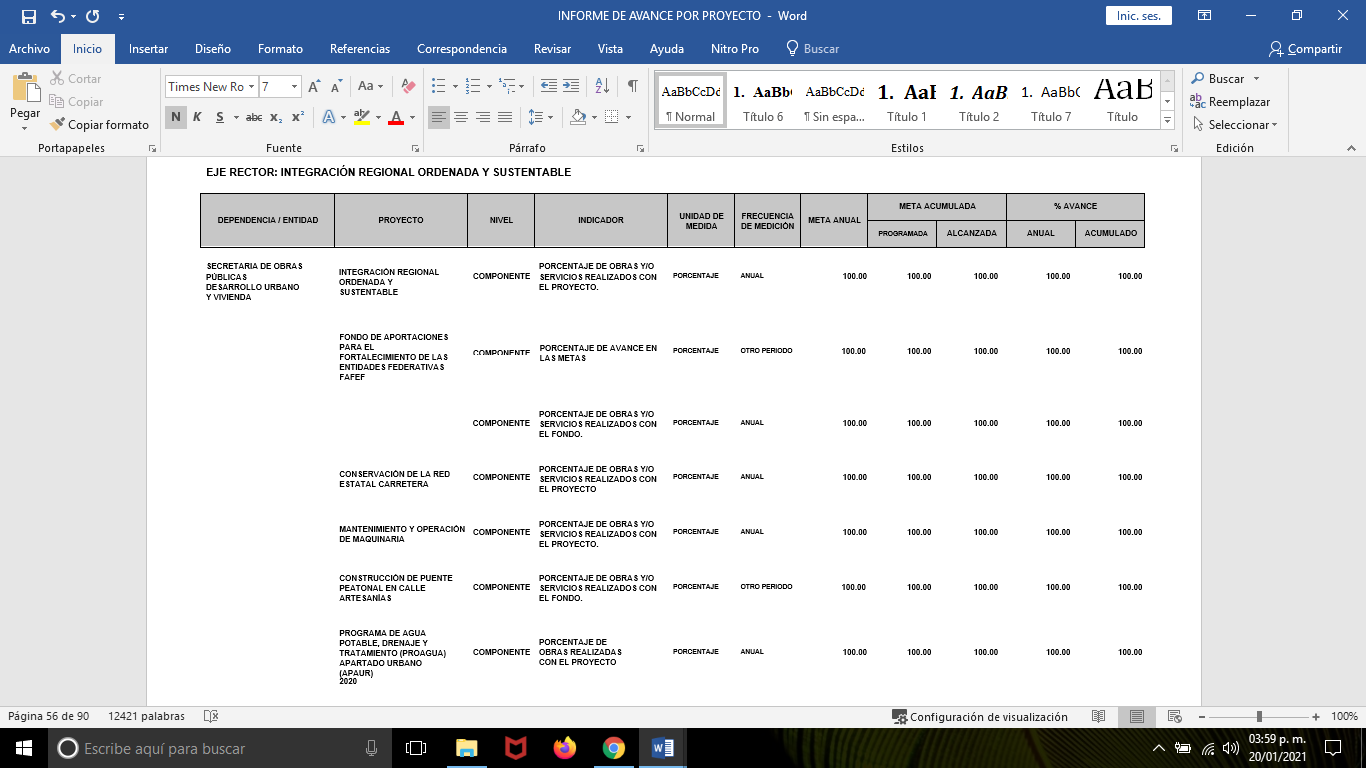 INFORME DE AVANCE POR PROYECTO - Word
Inic. ses.
Archivo Inicio Insertar Diseño Formato Referencias Correspondencia Revisar Vista Ayuda Nitro Pro Buscar Compartir
Pegar
Cortar
Copiar
Copiar formato
Portapapeles
Times New Ro 7
Aa
N K S abc x₂ x² A ab A
Fuente
Párrafo
AaBbCcDd 1. AaBb( AaBbCcDd 1. AaE 1. AaB 1. AaBb( AaB
¶ Normal Título 6 ¶ Sin espa... Título 1 Título 2 Título 7 Título
Estilos
Buscar
Reemplazar
Seleccionar
Edición
EJE RECTOR: INTEGRACIÓN REGIONAL ORDENADA Y SUSTENTABLE
DEPENDENCIA / ENTIDAD
PROYECTO
NIVEL
INDICADOR
UNIDAD DE
MEDIDA
FRECUENCIA
DE MEDICIÓN
META ANUAL
META ACUMULADA
PROGRAMADA
ALCANZADA
% AVANCE
ANUAL
ACUMULADO
SECRETARIA DE OBRAS
PÚBLICAS
DESARROLLO URBANO
Y VIVIENDA
INTEGRACIÓN REGIONAL
ORDENADA Y
SUSTENTABLE
COMPONENTE
PORCENTAJE DE OBRAS Y/O
SERVICIOS REALIZADOS CON
EL PROYECTO.
PORCENTAJE
ANUAL
100.00 100.00 100.00 100.00 100.00
FONDO DE APORTACIONES
PARA EL
FORTALECIMIENTO DE LAS
ENTIDADES FEDERATIVAS
FAFEF
COMPONENTE
PORCENTAJE DE AVANCE EN
LAS METAS
PORCENTAJE
OTRO PERIODO
100.00 100.00 100.00 100.00 100.00
COMPONENTE
PORCENTAJE DE OBRAS Y/O
SERVICIOS REALIZADOS CON
EL FONDO.
PORCENTAJE
ANUAL
100.00 100.00 100.00 100.00 100.00
CONSERVACIÓN DE LA RED
ESTATAL CARRETERA
COMPONENTE
PORCENTAJE DE OBRAS Y/O
SERVICIOS REALIZADOS CON
EL PROYECTO
PORCENTAJE
ANUAL
100.00 100.00 100.00 100.00 100.00
MANTENIMIENTO Y OPERACIÓN
DE MAQUINARIA
COMPONENTE
PORCENTAJE DE OBRAS Y/O
SERVICIOS REALIZADOS CON
EL PROYECTO.
PORCENTAJE
ANUAL
100.00 100.00 100.00 100.00 100.00
CONSTRUCCIÓN DE PUENTE
PEATONAL EN CALLE
ARTESANÍAS
COMPONENTE
PORCENTAJE DE OBRAS Y/O
SERVICIOS REALIZADOS CON
EL FONDO.
PORCENTAJE
OTRO PERIODO
100.00 100.00 100.00 100.00 100.00
PROGRAMA DE AGUA
POTABLE, DRENAJE Y
TRATAMIENTO (PROAGUA)
APARTADO URBANO
(APAUR)
2020
COMPONENTE
PORCENTAJE DE
OBRAS REALIZADAS
CON EL PROYECTO
PORCENTAJE
ANUAL
100.00 100.00 100.00 100.00 100.00
Página 56 de 90 12421 palabras Configuración de visualización 100%
Escribe aquí para buscar
03:59 p. m.
20/01/2021